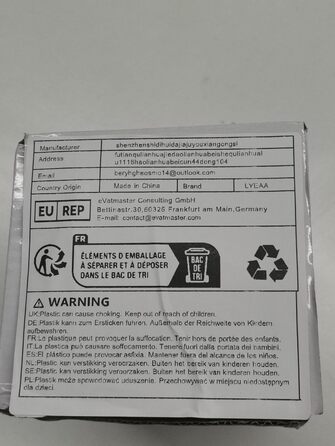 Manufacturer shenzhenshidihuidajiajuyouxiangongsi
Address futianqulianhuajiedaolianhuabeishequlianhuai
u1116haolianhuabeicun44dong104
Email beryhgheosmo14@outlook.com
Country Origin Made in China Brand LYEAA
EU REP
eVatmaster Consulting GmbH
Bettinastr.30,60325 Frankfurt am Main,Germany
E-mail: contact@evatmaster.com
FR
ÉLÉMENTS D'EMBALLAGE
À SÉPARER ET À DÉPOSER
DANS LE BAC DE TRI
BAC
DE
TRI
WARNING
UK:Plastic can cause choking. Keep out of reach of children.
DE:Plastik kann zum Ersticken führen. Außerhalb der Reichweite von Kindern
aufbewahren.
FR:Le plastique peut provoquer la suffocation. Tenir hors de portée des enfants.
IT:La plastica può causare soffocamento. Tenere fuori dalla portata dei bambini.
ES:El plástico puede provocar asfixia. Mantener fuera del alcance de los niños.
NL:Plastic kan verstikking veroorzaken. Buiten het bereik van kinderen houden.
SE:Plastic kan verstikking veroorzaken. Buiten het bereik van kinderen houden.
PL:Plastik może spowodować uduszenie. Przechowywać w miejscu niedostępnym
dla dzieci.